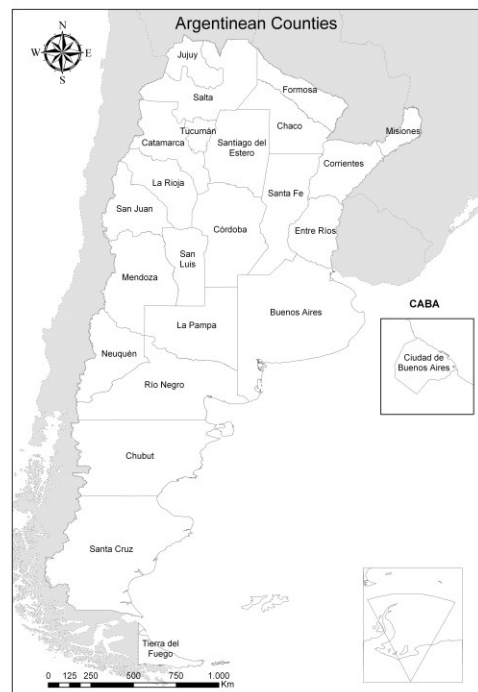 Argentinean Counties
N
W
E
S
Jujuy
Salta
Formosa
Chaco
Misiones
Tucumán
Catamarca
Santiago del
Estero
Corrientes
La Rioja
Santa Fe
San Juan
Córdoba
Entre Ríos
San
Luis
Mendoza
CABA
Buenos Aires
La Pampa
Ciudad de
Buenos Aires
Neuquén
Río Negro
Chubut
Santa Cruz
Tierra del
Fuego
0 125 250 500 750 1.000
Km